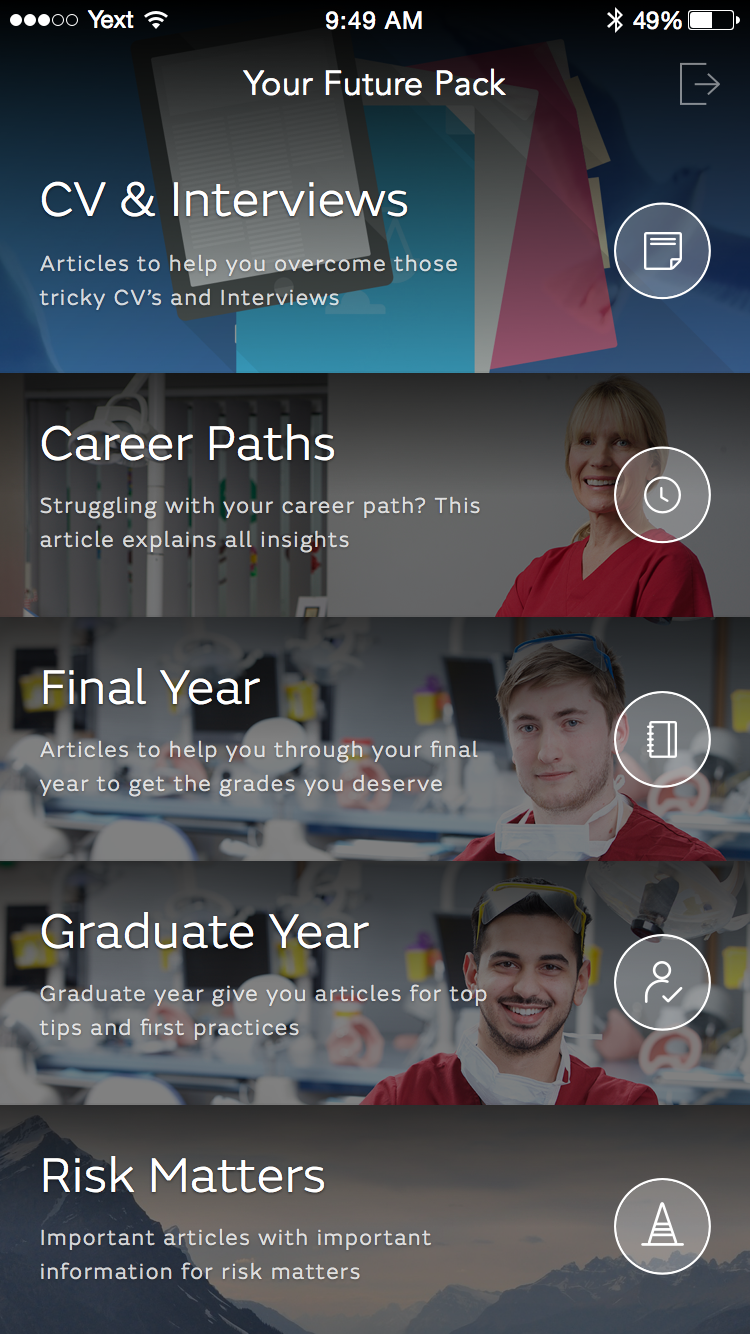 Yext 9:49 AM 49%
Your Future Pack
CV & Interviews
Articles to help you overcome those
tricky CV’s and Interviews
Career Paths
Struggling with your career path? This
article explains all insights
Final Year
Articles to help you through your final
year to get the grades you deserve
Graduate Year
Graduate year give you articles for top
tips and first practices
Risk Matters
Important articles with important
information for risk matters